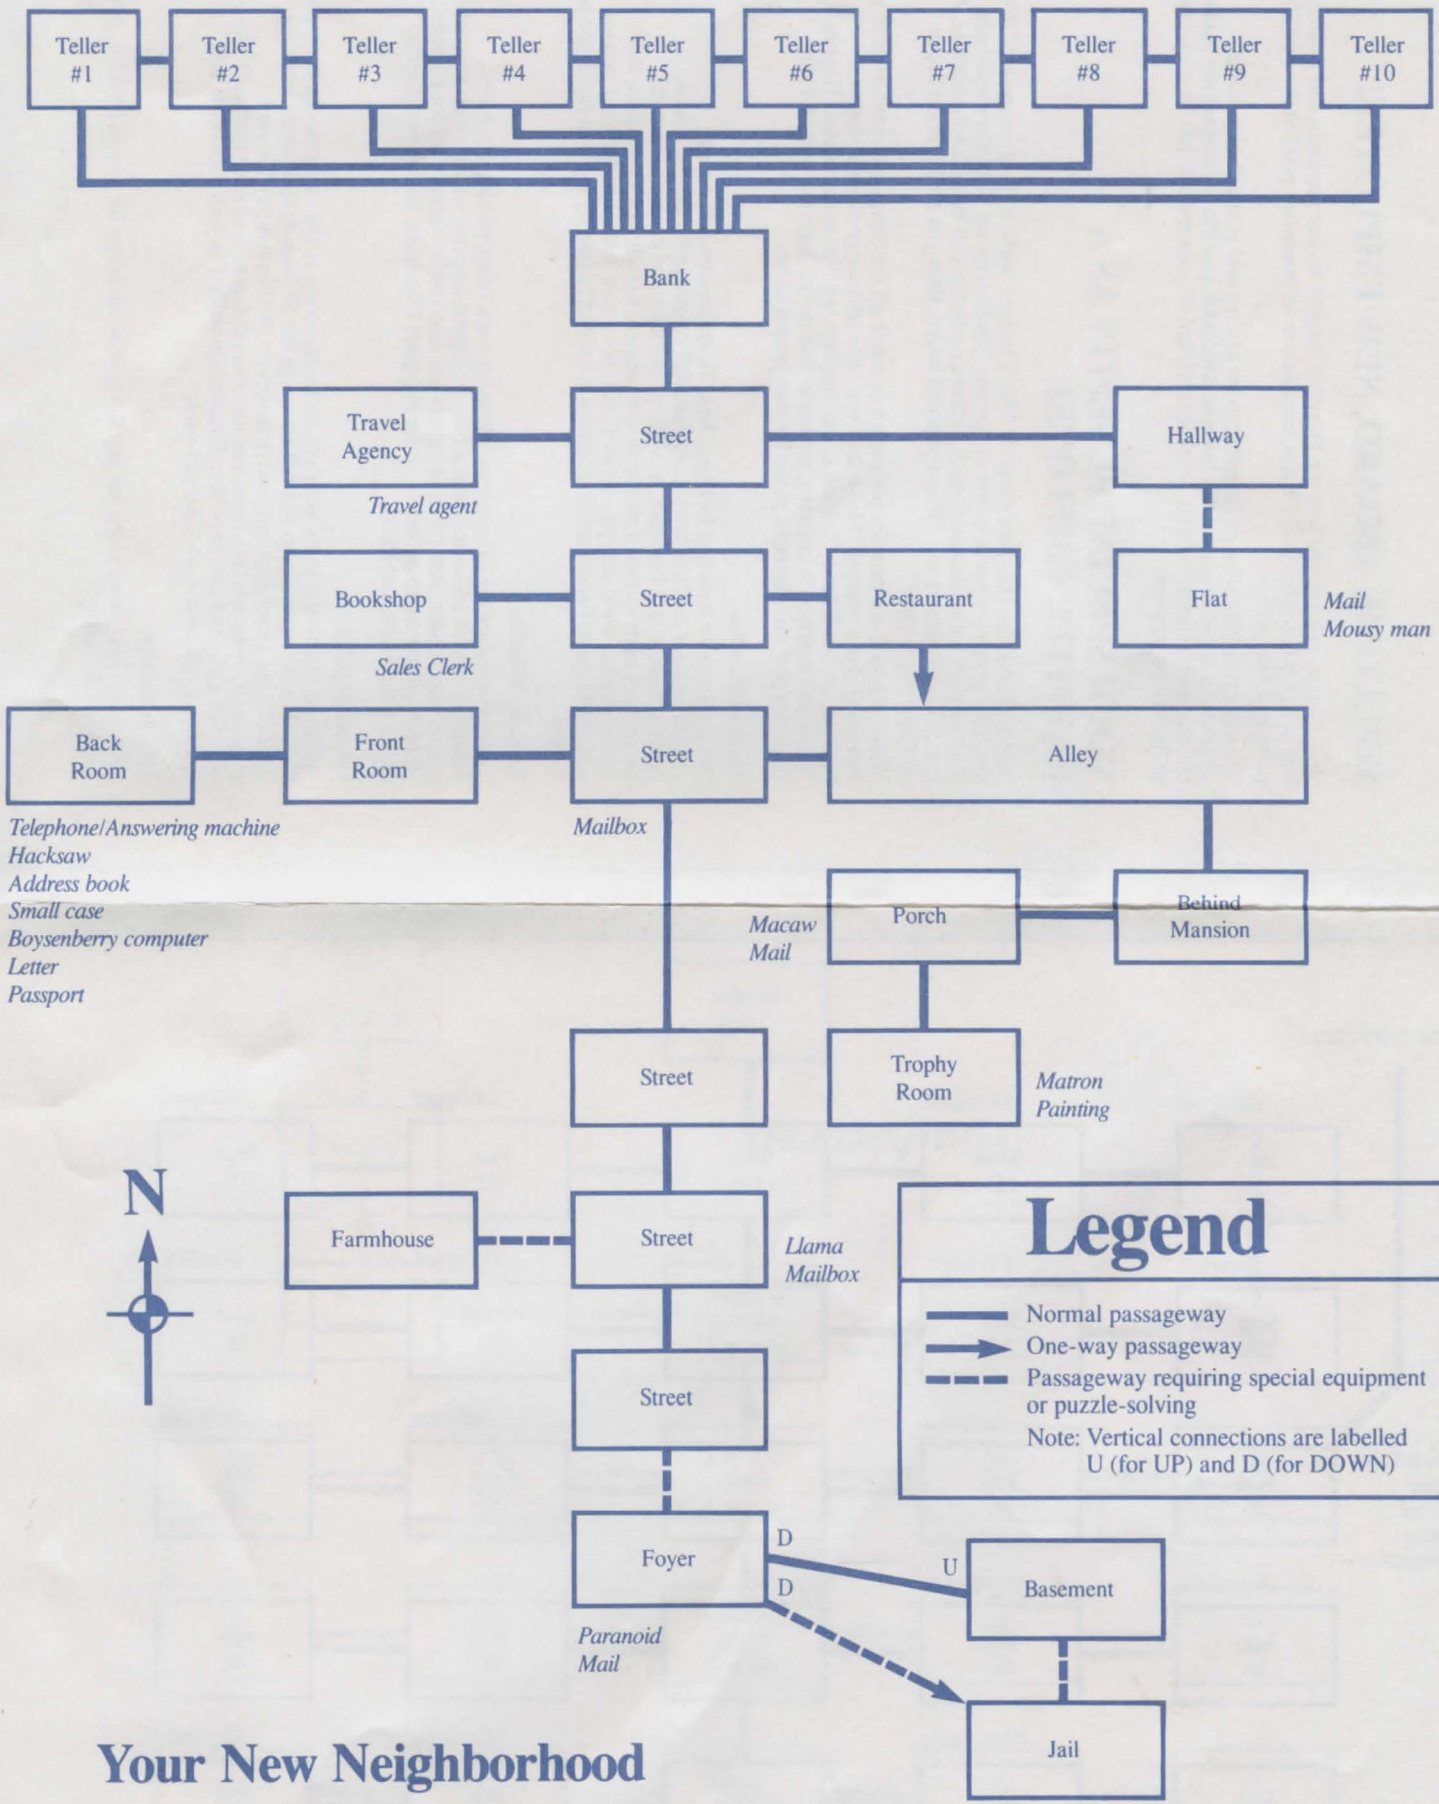 Teller
#1
Teller
#2
Teller
#3
Teller
#4
Teller
#5
Teller
#6
Teller
#7
Teller
#8
Teller
#9
Teller
#10
Bank
Travel
Agency
Travel agent
Street
Hallway
Bookshop
Sales Clerk
Street
Restaurant
Flat
Mail
Mousy man
Back
Room
Telephone/Answering machine
Hacksaw
Address book
Small case
Boysenberry computer
Letter
Passport
Front
Room
Street
Mailbox
Alley
Macaw
Mail
Porch
Behind
Mansion
Street
Trophy
Room
Matron
Painting
N
Farmhouse
Street
Llama
Mailbox
Street
Legend
Normal passageway
One-way passageway
Passageway requiring special equipment
or puzzle-solving
Note: Vertical connections are labelled
U (for UP) and D (for DOWN)
Foyer
D
D
U
Basement
Paranoid
Mail
Jail
Your New Neighborhood